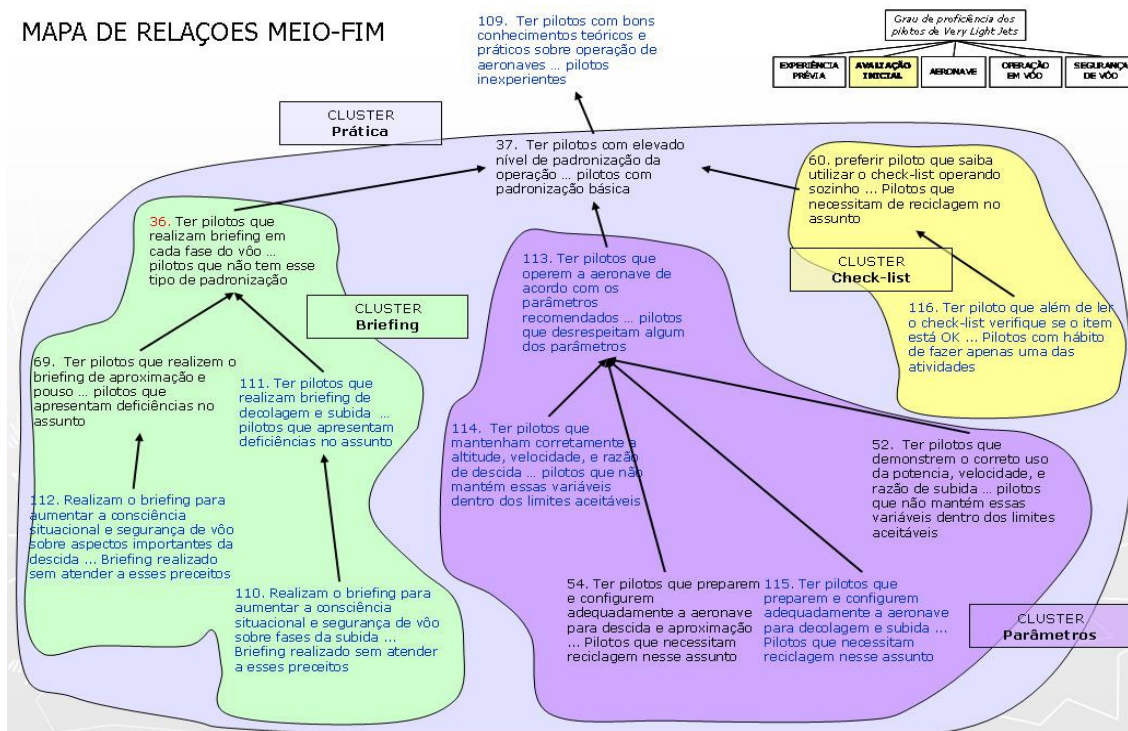 MAPA DE RELAÇOES MEIO-FIM
109. Ter pilotos com bons
conhecimentos teóricos e
práticos sobre operação de
aeronaves ... pilotos
inexperientes
Grau de proficiência dos
pilotos de Very Light Jets
EXPERIÊNCIA
PRÉVIA
AVALIAÇÃO
INICIAL
AERONAVE
OPERAÇÃO
EM VÔO
SEGURANÇA
DE VÔO
CLUSTER
Prática
37. Ter pilotos com elevado
nível de padronização da
operação ... pilotos com
padronização básica
60. preferir piloto que saiba
utilizar o check-list operando
sozinho ... Pilotos que
necessitam de reciclagem no
assunto
36. Ter pilotos que
realizam briefing em
cada fase do vôo ...
pilotos que não tem esse
tipo de padronização
113. Ter pilotos que
operem a aeronave de
acordo com os
parâmetros
recomendados ... pilotos
que desrespeitam algum
dos parâmetros
CLUSTER
Check-list
CLUSTER
Briefing
116. Ter piloto que além de ler
o check-list verifique se o item
está OK ... Pilotos com hábito
de fazer apenas uma das
atividades
69. Ter pilotos que realizem o
briefing de aproximação e
pouso ... pilotos que
apresentam deficiências no
assunto
111. Ter pilotos que
realizam briefing de
decolagem e subida ...
pilotos que apresentam
deficiências no assunto
114. Ter pilotos que
mantenham corretamente a
altitude, velocidade, e razão
de descida ... pilotos que não
mantém essas variáveis
dentro dos limites aceitáveis
52. Ter pilotos que
demonstrem o correto uso
da potencia, velocidade, e
razão de subida ... pilotos
que não mantém essas
variáveis dentro dos limites
aceitáveis
112. Realizam o briefing para
aumentar a consciência
situacional e segurança de vôo
sobre aspectos importantes da
descida ... Briefing realizado
sem atender a esses preceitos
110. Realizam o briefing para
aumentar a consciência
situacional e segurança de vôo
sobre fases da subida ...
Briefing realizado sem atender
a esses preceitos
54. Ter pilotos que preparem
e configurem
adequadamente a aeronave
para descida e aproximação
... Pilotos que necessitam
reciclagem nesse assunto
115. Ter pilotos que
preparem e configurem
adequadamente a aeronave
para decolagem e subida ...
Pilotos que necessitam
reciclagem nesse assunto
CLUSTER
Parâmetros